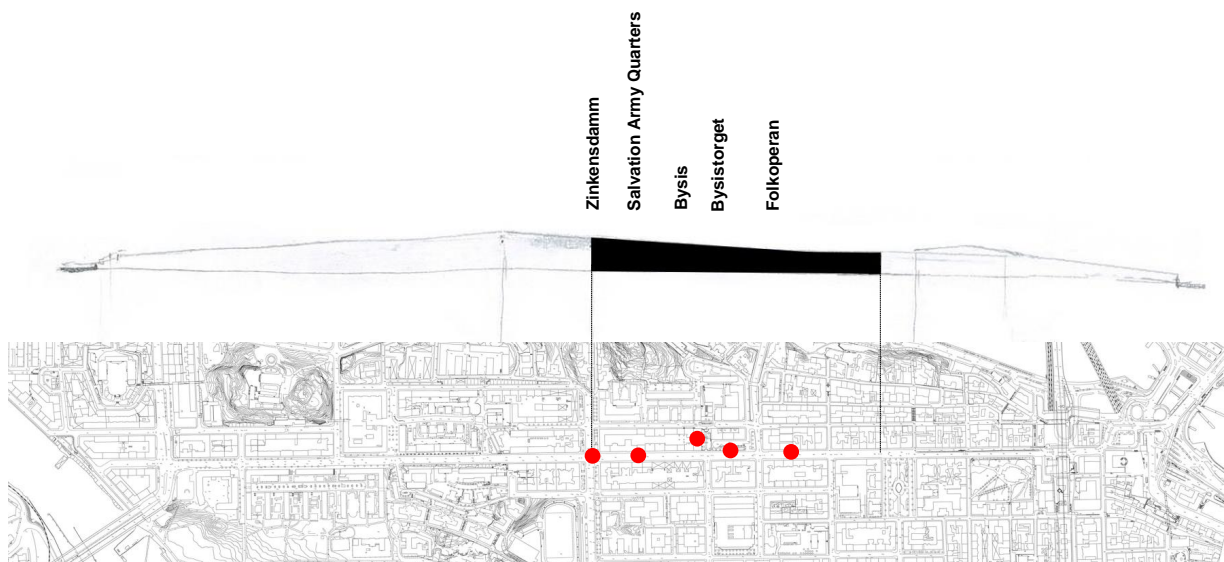 Zinkensdamm
Salvation Army Quarters
Bysis
Bysistorget
Folkoperan